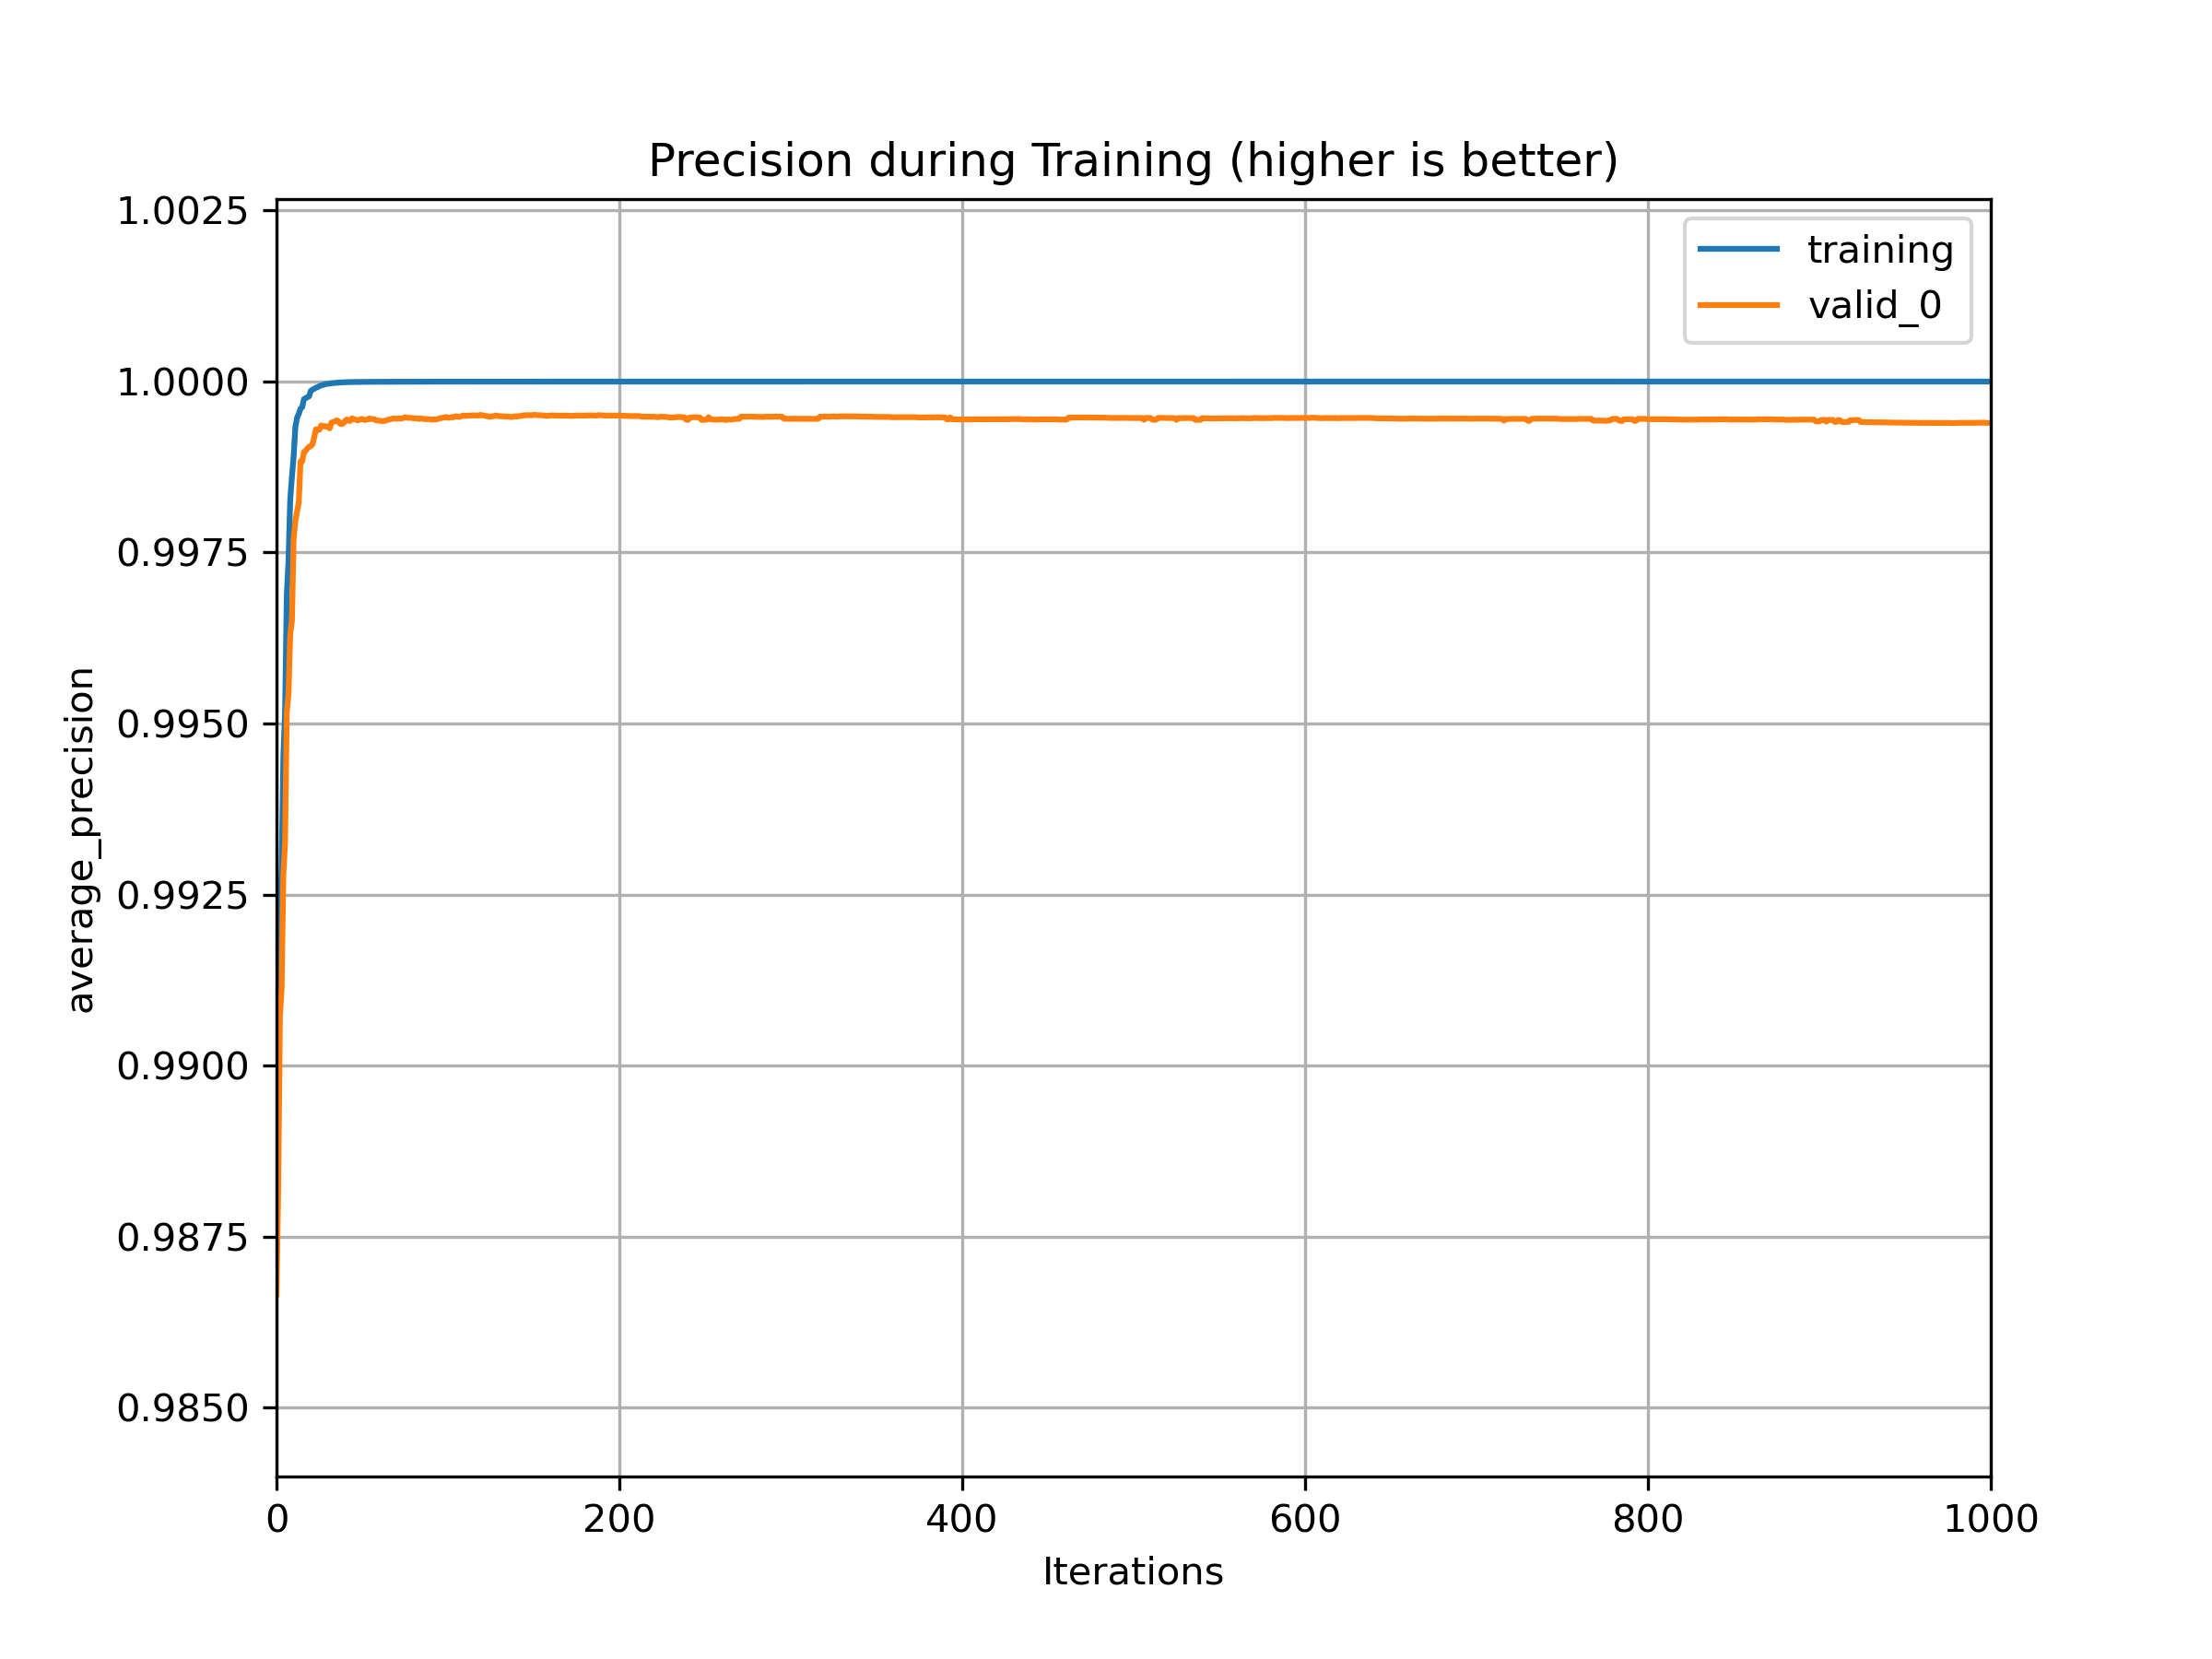 Precision during Training (higher is better)
1.0025
1.0000
0.9975
0.9950
0.9925
0.9900
0.9875
0.9850
average_precision
training
valid_0
0 200 400 600 800 1000
Iterations